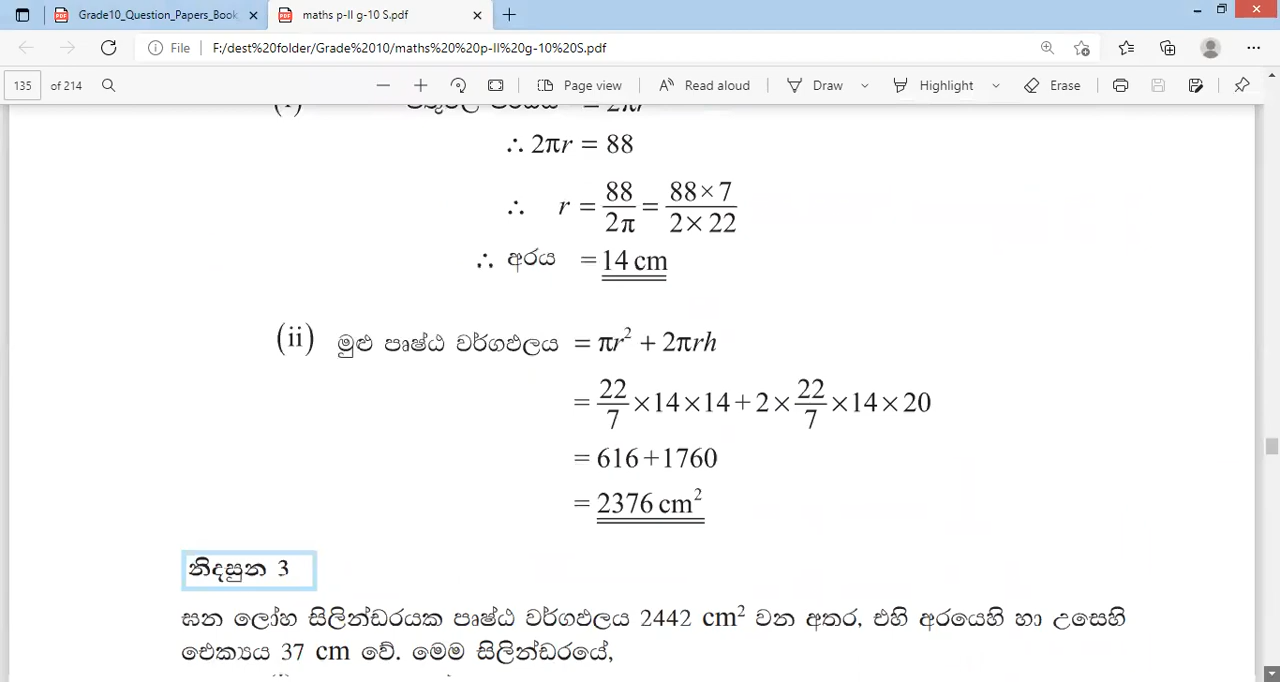 Grade10_Question_Papers_Book
maths p-II g-10 S.pdf
File F:/dest%20folder/Grade%2010/maths%20%20p-II%20g-10%20S.pdf
135 of 214 Page view Read aloud Draw Highlight Erase
= 2πr
∴ 2πr = 88
∴ r = 88/2π = 88×7/2×22
∴ අරය = 14 cm
(ii) මුළු පෘෂ්ඨ වර්ගඵලය = πr² + 2πrh
= 22/7 ×14×14+2× 22/7 ×14×20
= 616+1760
= 2376 cm²
නිදසුන 3
ඝන ලෝහ සිලින්ඩරයක පෘෂ්ඨ වර්ගඵලය 2442 cm² වන අතර, එහි අරයෙහි හා උසෙහි
ඓක්‍යය 37 cm වේ. මෙම සිලින්ඩරයේ,